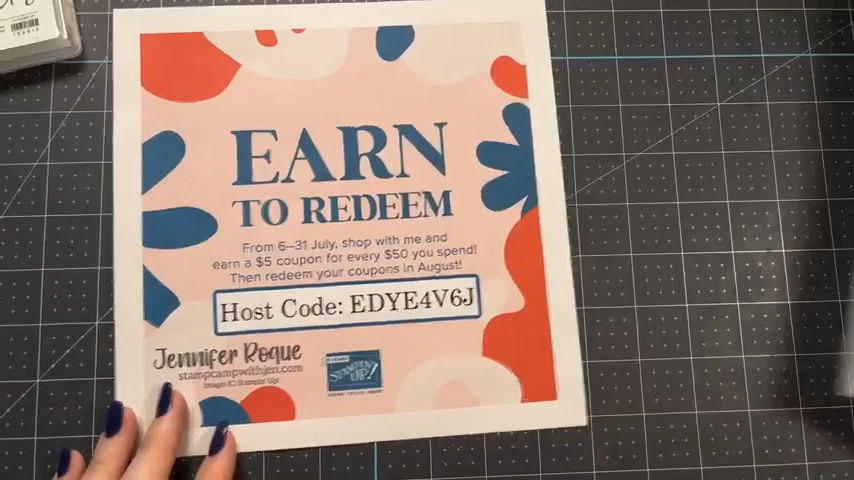 EARN
TO REDEEM
From 6–31 July, shop with me and
earn a $5 coupon for every $50 you spend!
Then redeem your coupons in August!
Host Code: EDYE4V6J
Jennifer Roque
stampcampwithjen.com
Images © Stampin' Up!
STAMPIN' UP!